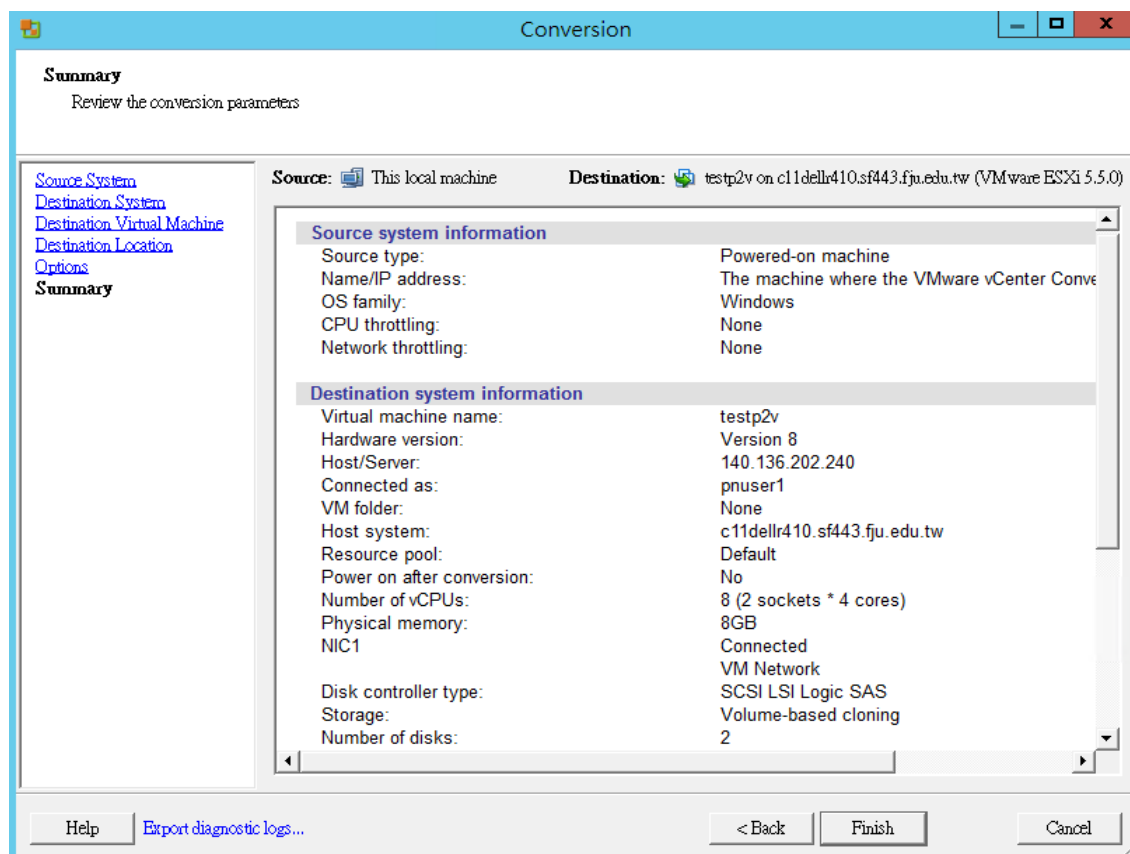 Conversion
Summary
Review the conversion parameters
Source System
Destination System
Destination Virtual Machine
Destination Location
Options
Summary
Source: This local machine Destination: testp2v on c11dellr410.sf443.fju.edu.tw (VMware ESXi 5.5.0)
Source system information
Source type: Powered-on machine
Name/IP address: The machine where the VMware vCenter Conve
OS family: Windows
CPU throttling: None
Network throttling: None
Destination system information
Virtual machine name: testp2v
Hardware version: Version 8
Host/Server: 140.136.202.240
Connected as: pnuser1
VM folder: None
Host system: c11dellr410.sf443.fju.edu.tw
Resource pool: Default
Power on after conversion: No
Number of vCPUs: 8 (2 sockets * 4 cores)
Physical memory: 8GB
NIC1 Connected
VM Network
Disk controller type: SCSI LSI Logic SAS
Storage: Volume-based cloning
Number of disks: 2
Help Export diagnostic logs... < Back Finish Cancel